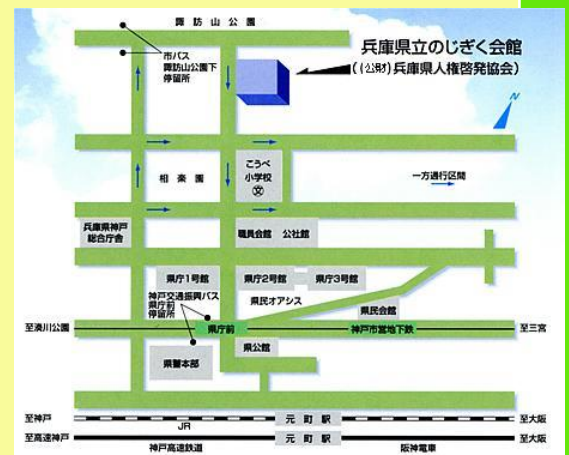 諏訪山公園
市バス
諏訪山公園下
停留所
兵庫県立のじぎく会館
((公財)兵庫県人権啓発協会)
N
相楽園
こうべ
小学校
文
一方通行区間
兵庫県神戸
総合庁舎
職員会館 公社館
県庁1号館
県庁2号館
県庁3号館
神戸交通振興バス
県庁前
停留所
県民オアシス
県民会館
至湊川公園
県庁前
神戸市営地下鉄
至三宮
県警本部
県公館
至神戸
JR
元町駅
至大阪
至高速神戸
元町駅
至大阪
神戸高速鉄道
阪神電車